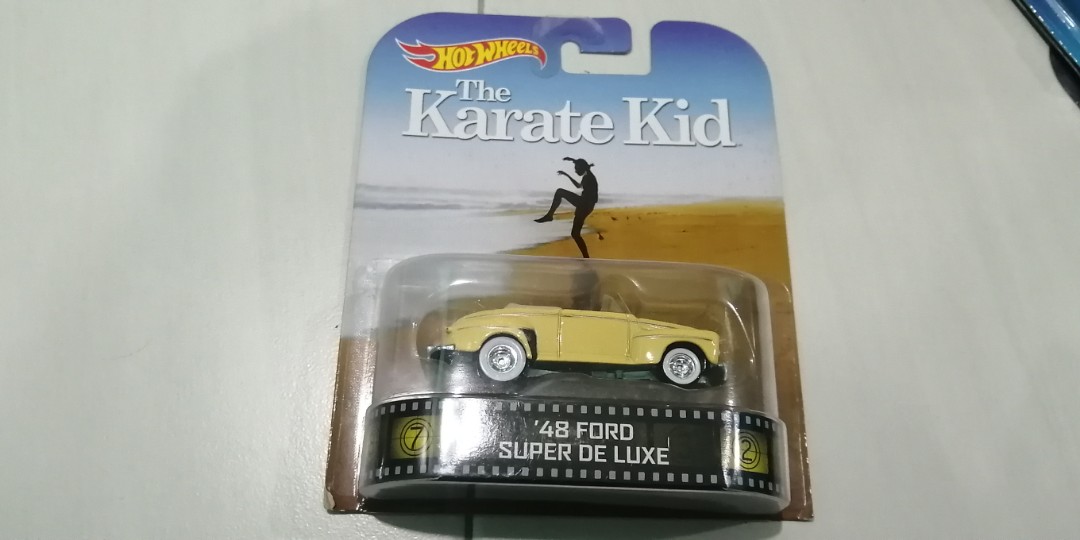 HOT WHEELS
The
Karate Kid
7
'48 FORD
SUPER DE LUXE
2